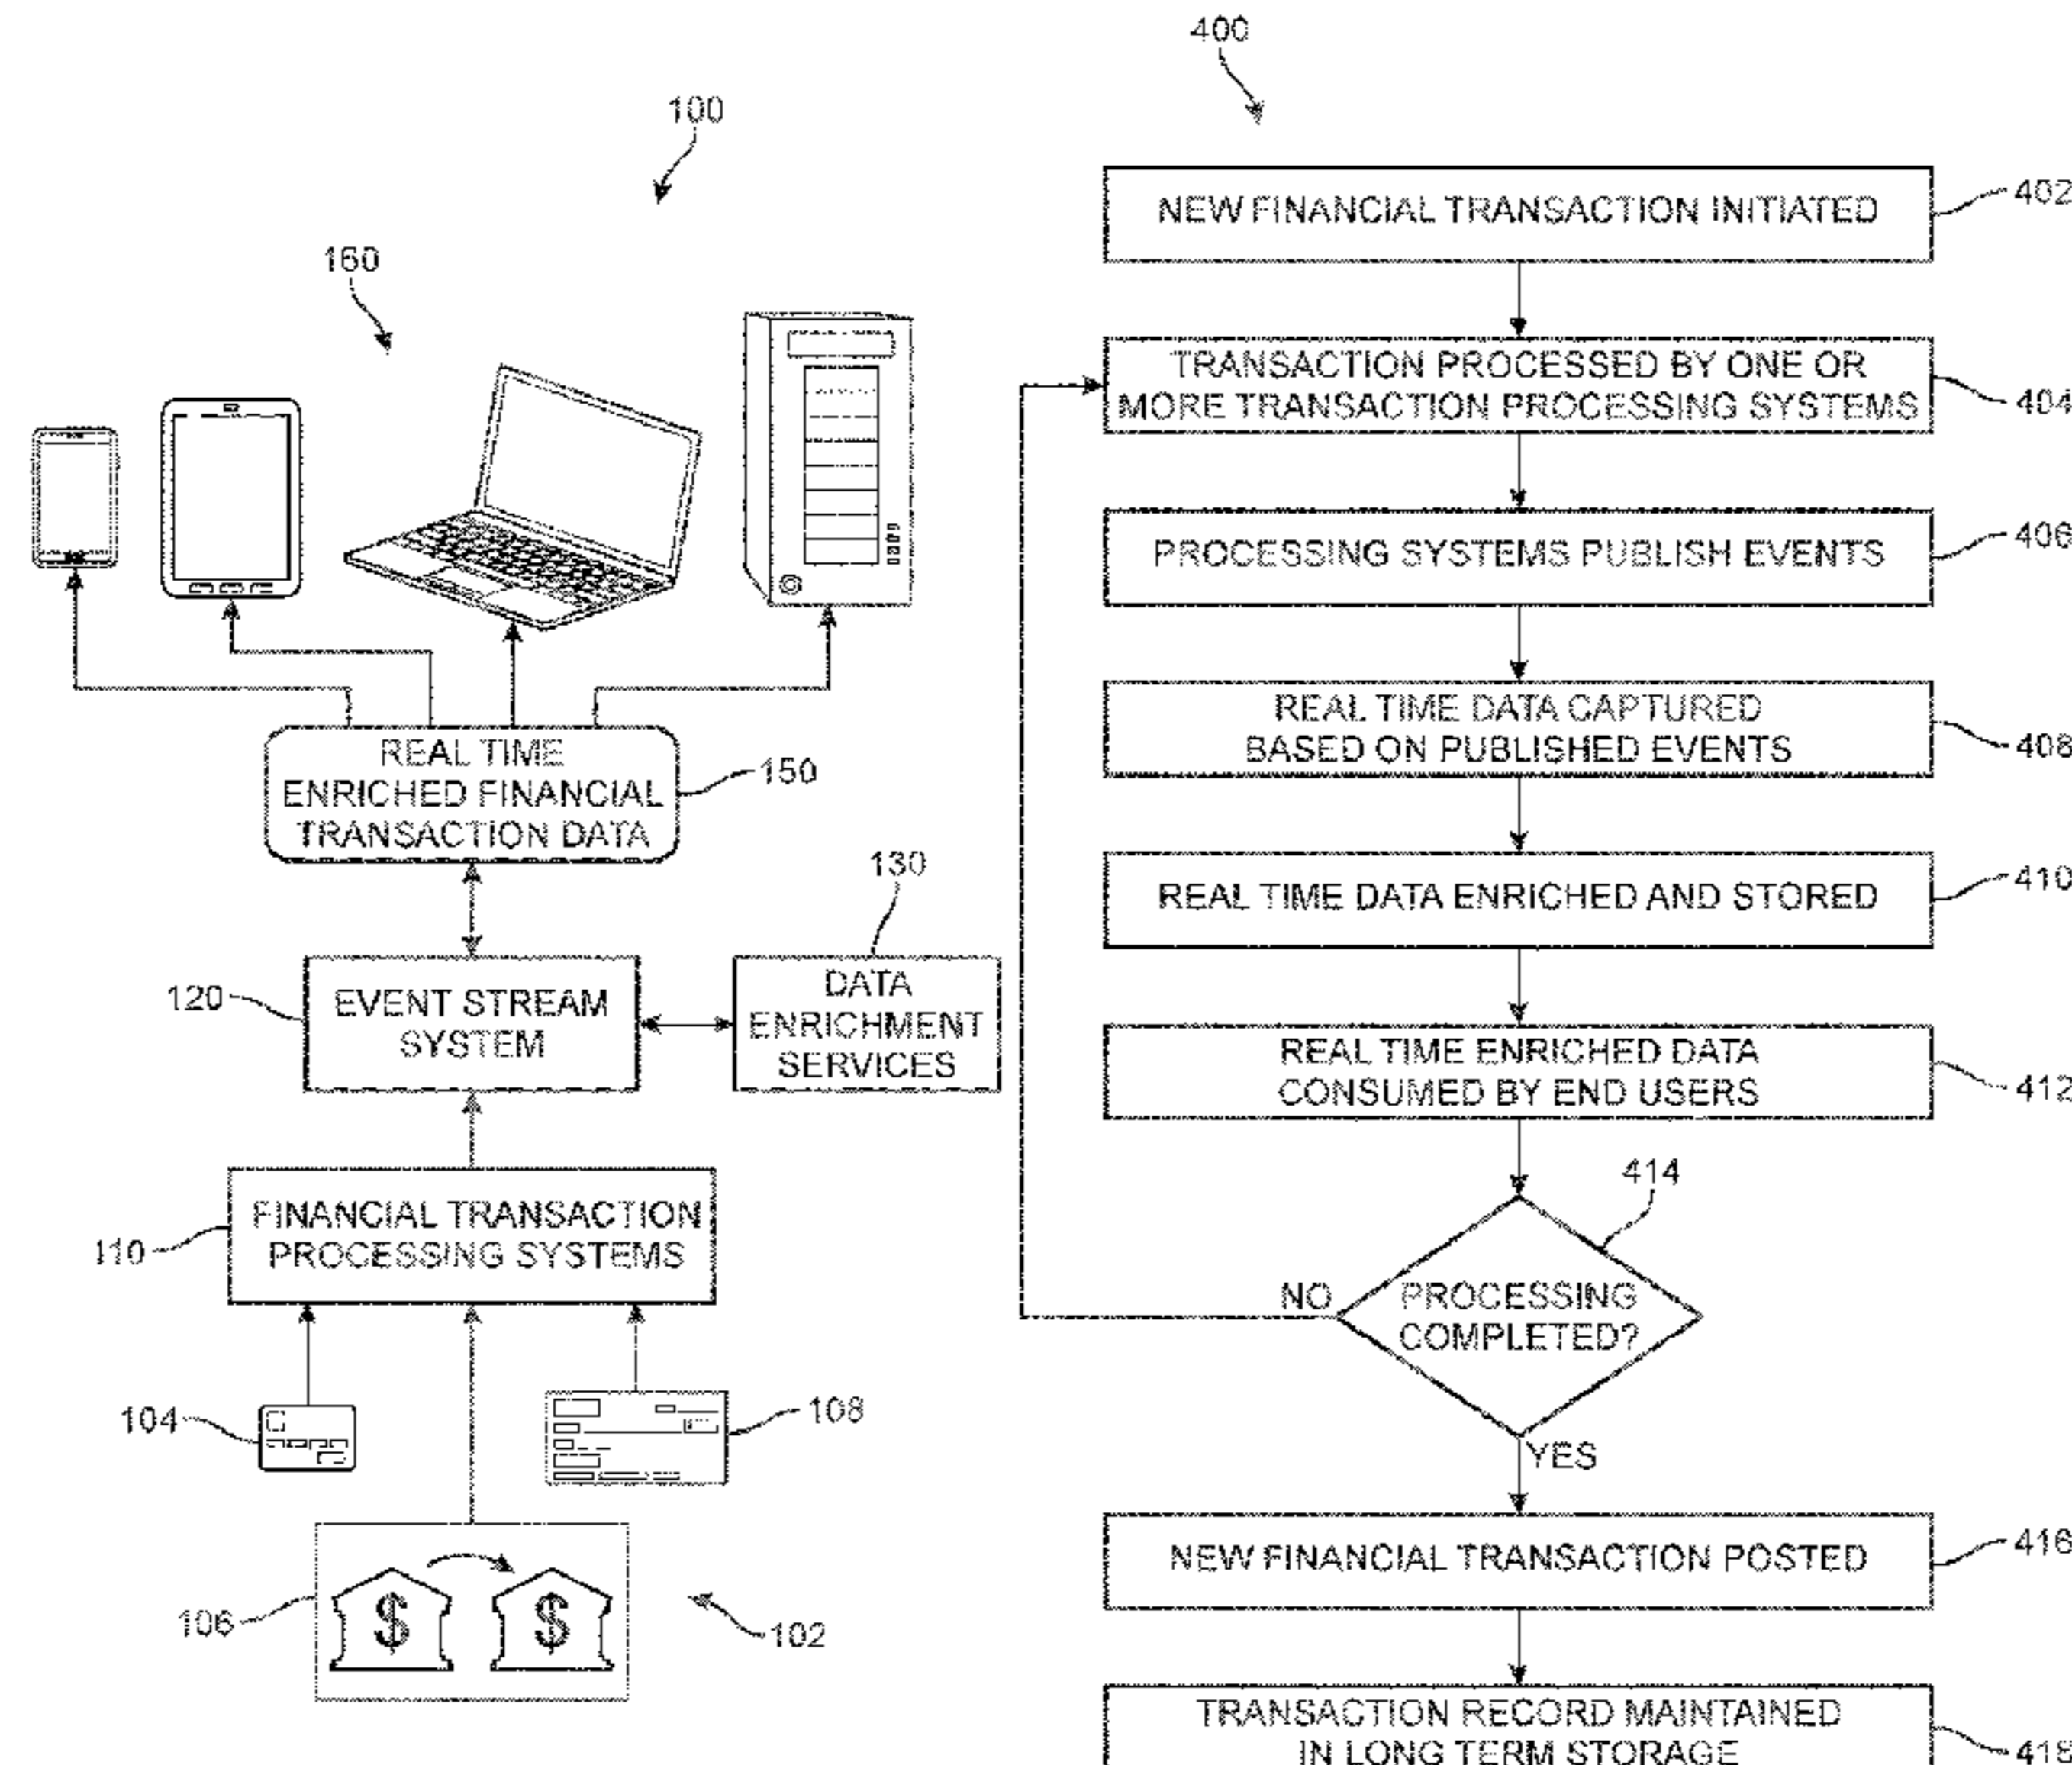 100
160
REAL TIME
ENRICHED FINANCIAL
TRANSACTION DATA
150
130
120
EVENT STREAM
SYSTEM
DATA
ENRICHMENT
SERVICES
110
FINANCIAL TRANSACTION
PROCESSING SYSTEMS
104
108
106
$ $
102
400
NEW FINANCIAL TRANSACTION INITIATED
402
TRANSACTION PROCESSED BY ONE OR
MORE TRANSACTION PROCESSING SYSTEMS
404
PROCESSING SYSTEMS PUBLISH EVENTS
406
REAL TIME DATA CAPTURED
BASED ON PUBLISHED EVENTS
408
REAL TIME DATA ENRICHED AND STORED
410
REAL TIME ENRICHED DATA
CONSUMED BY END USERS
412
414
NO
PROCESSING
COMPLETED?
YES
NEW FINANCIAL TRANSACTION POSTED
416
TRANSACTION RECORD MAINTAINED
IN LONG TERM STORAGE
418